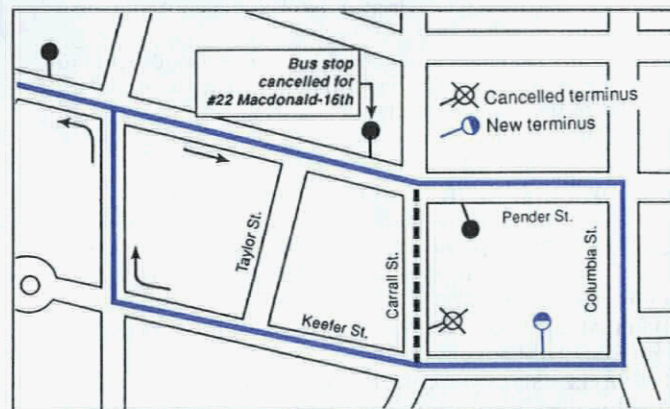 Bus stop
cancelled for
#22 Macdonald-16th
Cancelled terminus
New terminus
Pender St.
Taylor St.
Carrall St.
Columbia St.
Keefer St.